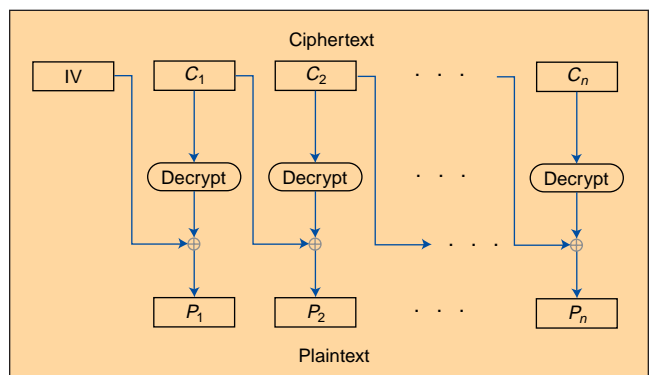 Ciphertext
IV C1 C2 . . . Cn
Decrypt Decrypt . . . Decrypt
. . .
P1 P2 . . . Pn
Plaintext